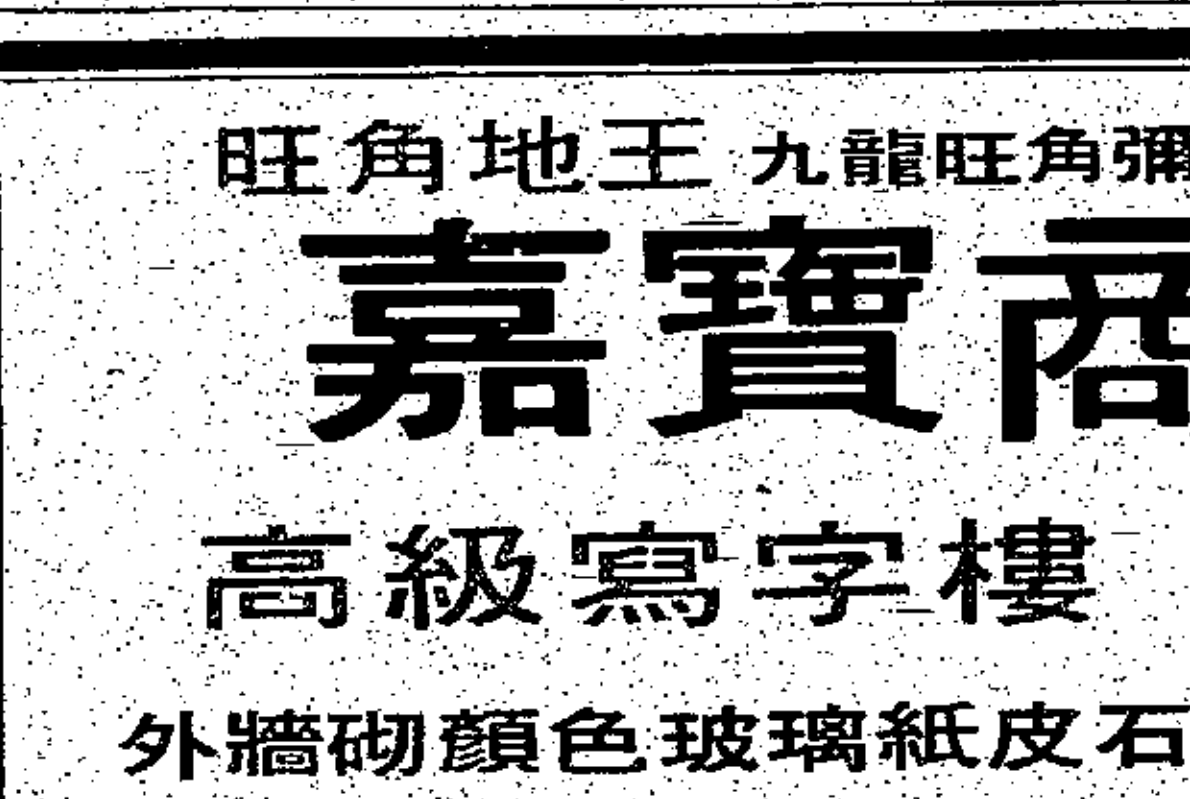 旺角地王 九龍旺角彌
嘉寶商
高級寫字樓
外牆砌顏色玻璃紙皮石